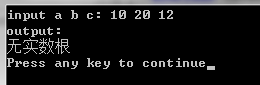 input a b c: 10 20 12
output:
无实数根
Press any key to continue